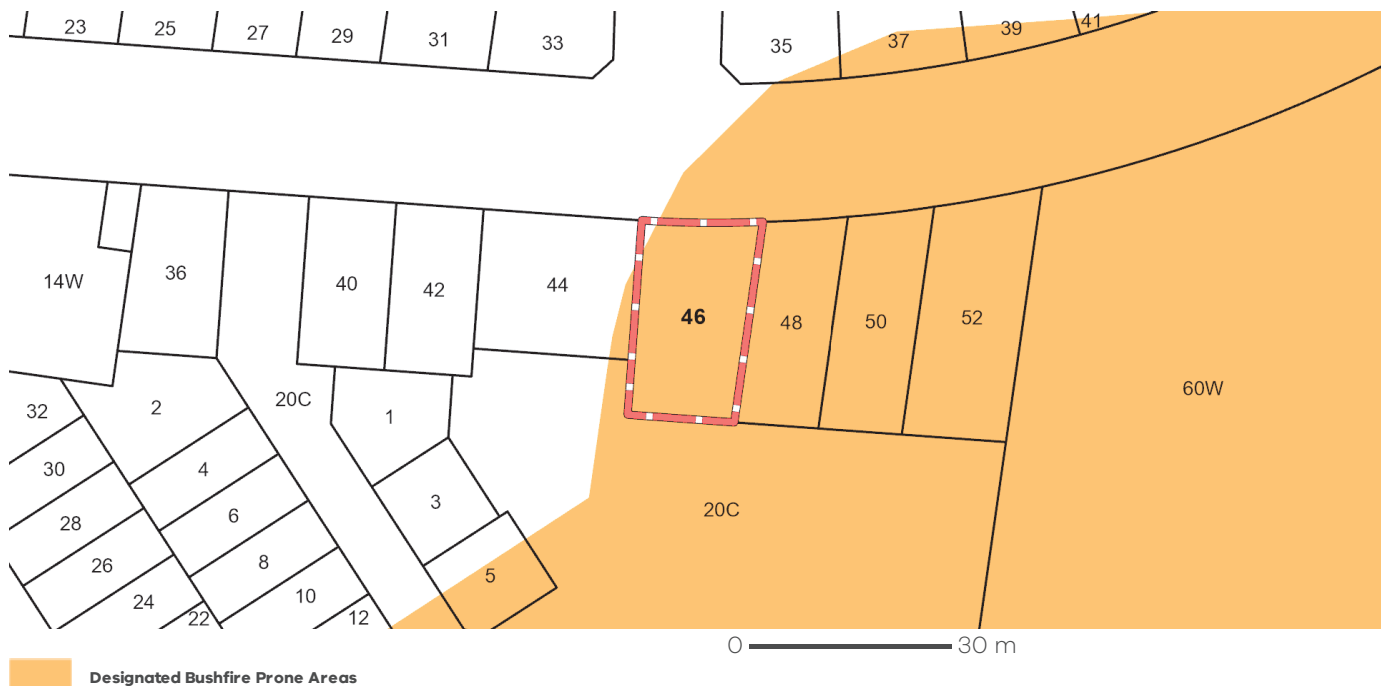 23 25 27 29 31 33 35 37 39 41
14W 36 40 42 44 46 48 50 52 60W
32 2 20C 1
30 4 3 20C
28 6
26 8 5
24 22 10 12
0 30 m
Designated Bushfire Prone Areas